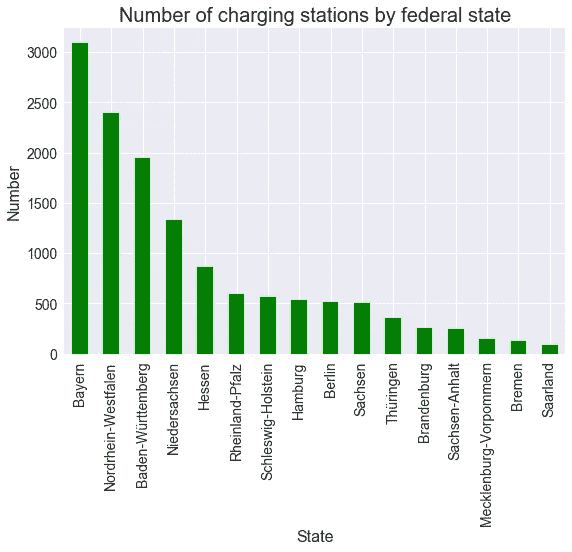 Number of charging stations by federal state
Number
3000
2500
2000
1500
1000
500
0
Bayern
Nordrhein-Westfalen
Baden-Württemberg
Niedersachsen
Hessen
Rheinland-Pfalz
Schleswig-Holstein
Hamburg
Berlin
Sachsen
Thüringen
Brandenburg
Sachsen-Anhalt
Mecklenburg-Vorpommern
Bremen
Saarland
State